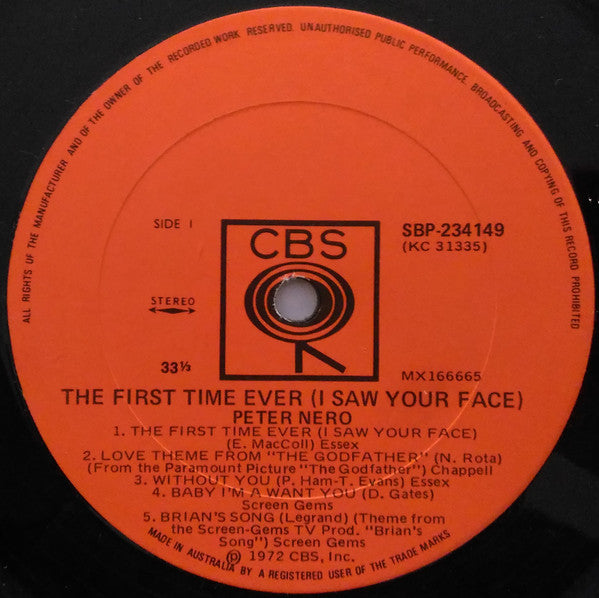 ALL RIGHTS OF THE MANUFACTURER AND OF THE OWNER OF THE RECORDED WORK RESERVED. UNAUTHORISED PUBLIC PERFORMANCE, BROADCASTING AND COPYING OF THIS RECORD PROHIBITED
SIDE I
CBS
SBP-234149
(KC 31335)
STEREO
33⅓
MX166665
THE FIRST TIME EVER (I SAW YOUR FACE)
PETER NERO
1. THE FIRST TIME EVER (I SAW YOUR FACE)
(E. MacColl) Essex
2. LOVE THEME FROM "THE GODFATHER" (N. Rota)
(From the Paramount Picture "The Godfather") Chappell
3. WITHOUT YOU (P. Ham-T. Evans) Essex
4. BABY I'M A WANT YOU (D. Gates)
Screen Gems
5. BRIAN'S SONG (Legrand) (Theme from
the Screen-Gems TV Prod. "Brian's
Song") Screen Gems
℗ 1972 CBS, Inc.
MADE IN AUSTRALIA BY A REGISTERED USER OF THE TRADE MARKS